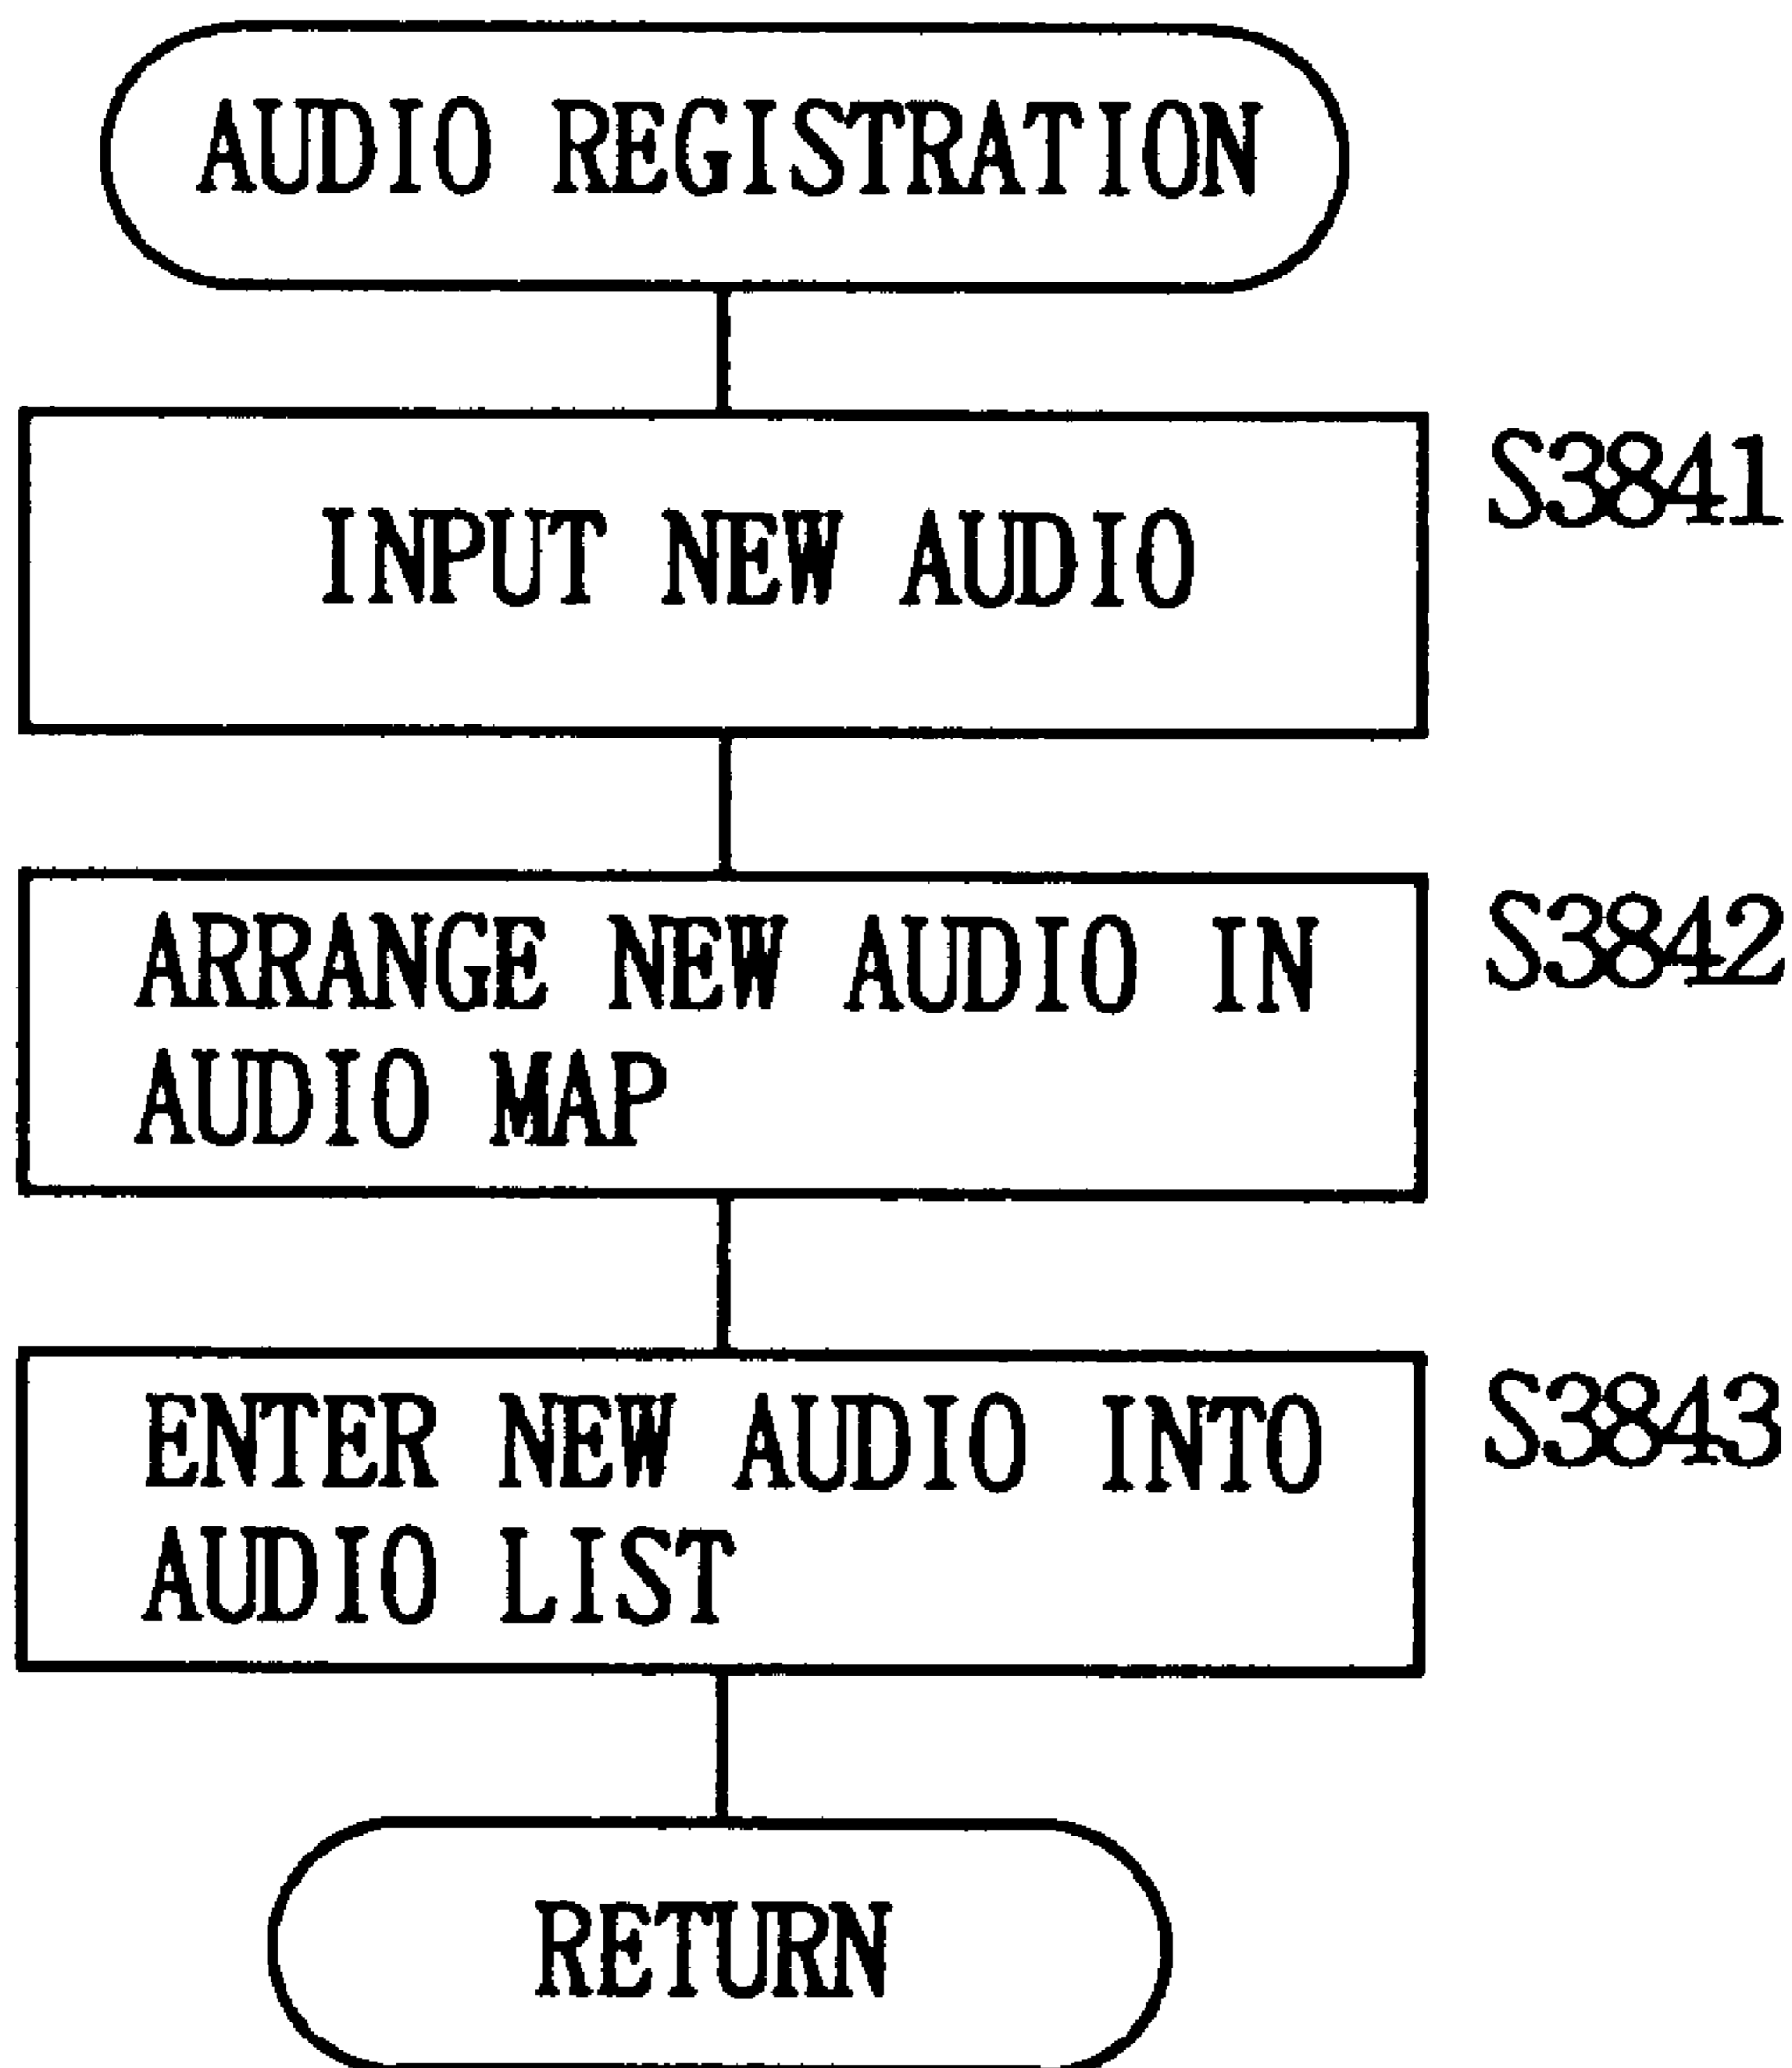 AUDIO REGISTRATION
INPUT NEW AUDIO
S3841
ARRANGE NEW AUDIO IN
AUDIO MAP
S3842
ENTER NEW AUDIO INTO
AUDIO LIST
S3843
RETURN